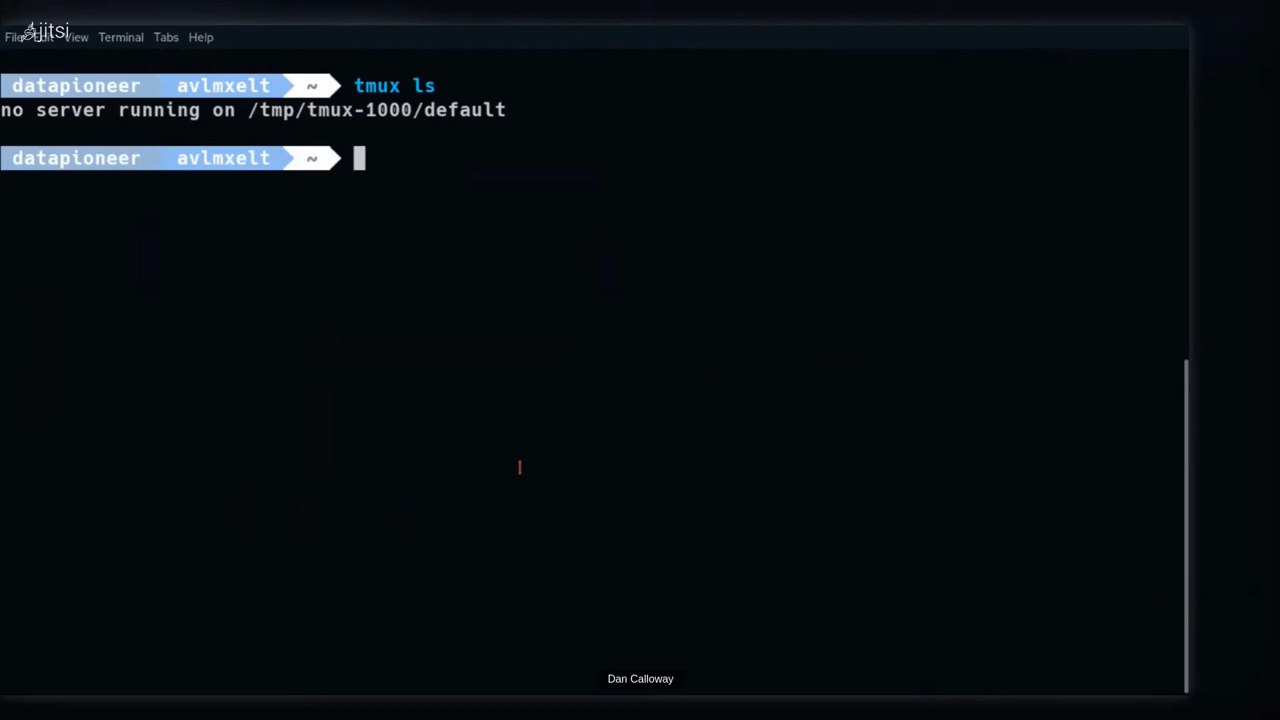 jitsi
File Edit View Terminal Tabs Help
datapioneer avlmxelt ~ tmux ls
no server running on /tmp/tmux-1000/default
datapioneer avlmxelt ~
Dan Calloway